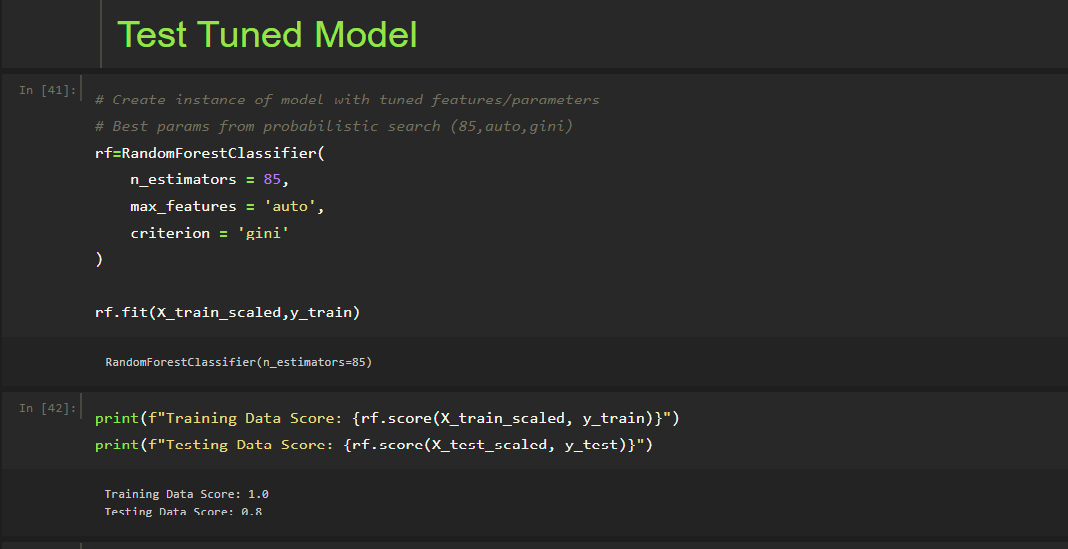 Test Tuned Model
In [41]:
# Create instance of model with tuned features/parameters
# Best params from probabilistic search (85,auto,gini)
rf=RandomForestClassifier(
    n_estimators = 85,
    max_features = 'auto',
    criterion = 'gini'
)
rf.fit(X_train_scaled,y_train)
RandomForestClassifier(n_estimators=85)
In [42]:
print(f"Training Data Score: {rf.score(X_train_scaled, y_train)}")
print(f"Testing Data Score: {rf.score(X_test_scaled, y_test)}")
Training Data Score: 1.0
Testing Data Score: 0.8